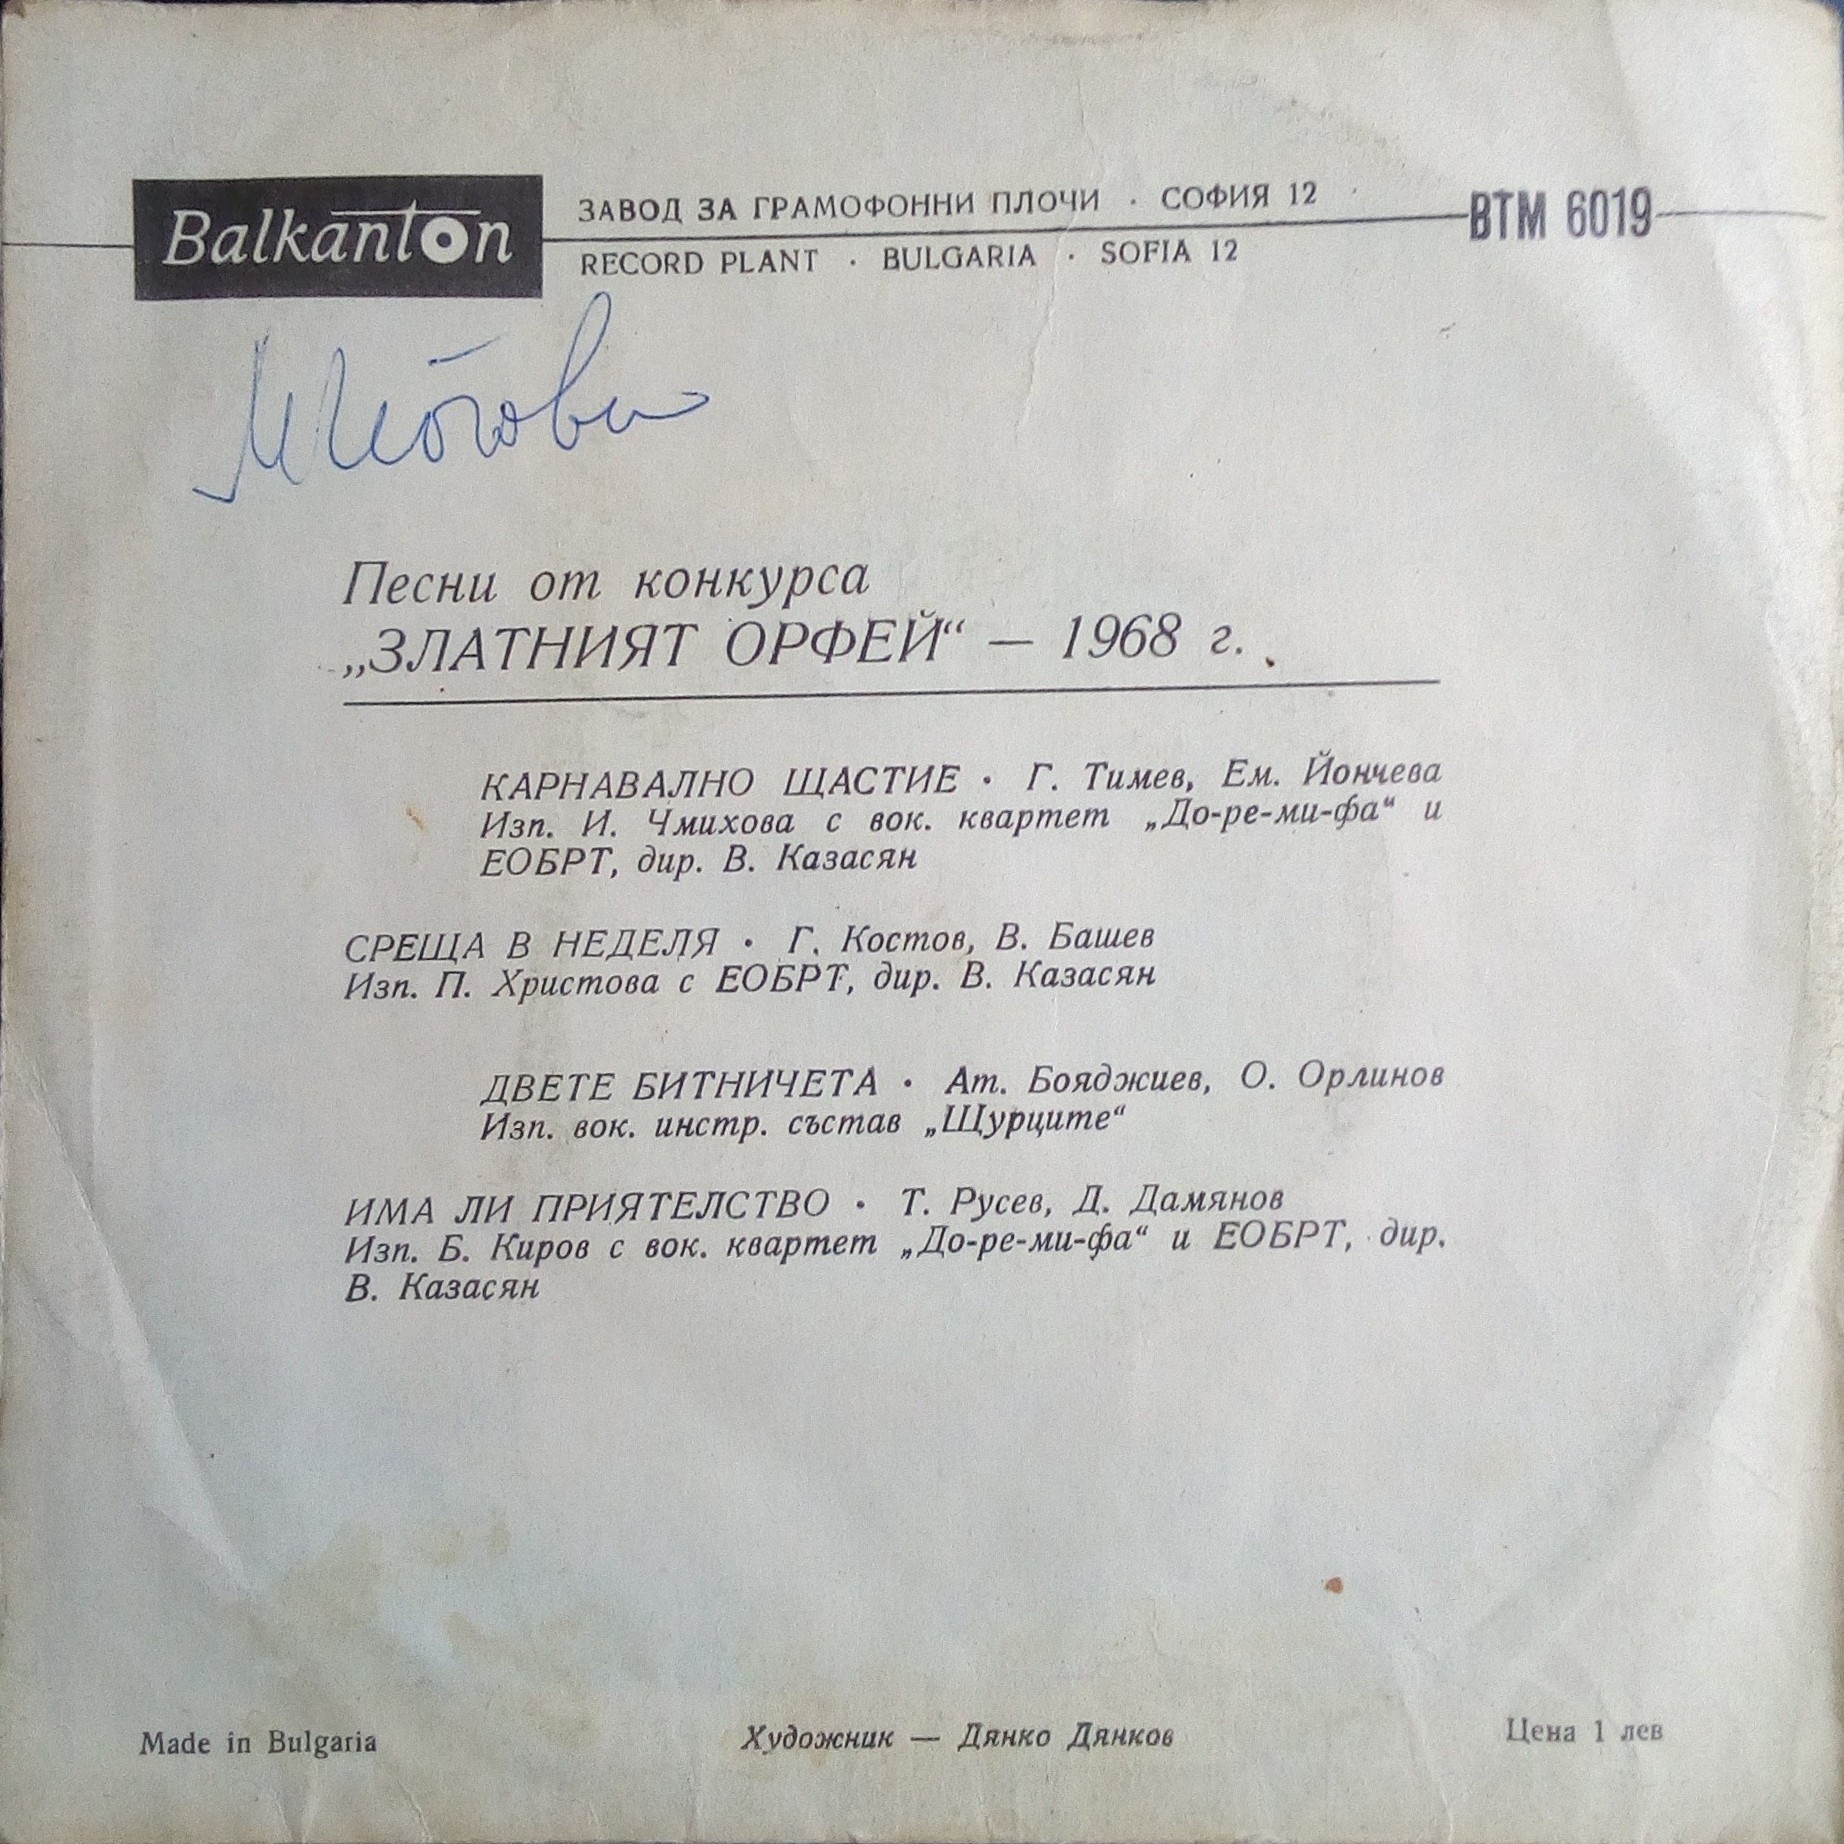 Balkanton
ЗАВОД ЗА ГРАМОФОННИ ПЛОЧИ · СОФИЯ 12
RECORD PLANT · BULGARIA · SOFIA 12
ВТМ 6019
Песни от конкурса
„ЗЛАТНИЯТ ОРФЕЙ“ — 1968 г.
КАРНАВАЛНО ЩАСТИЕ • Г. Тимев, Ем. Йончева
Изп. И. Чмихова с вок. квартет „До-ре-ми-фа“ и
ЕОБРТ, дир. В. Казасян
СРЕЩА В НЕДЕЛЯ • Г. Костов, В. Башев
Изп. П. Христова с ЕОБРТ, дир. В. Казасян
ДВЕТЕ БИТНИЧЕТА • Ат. Бояджиев, О. Орлинов
Изп. вок. инстр. състав „Щурците“
ИМА ЛИ ПРИЯТЕЛСТВО • Т. Русев, Д. Дамянов
Изп. Б. Киров с вок. квартет „До-ре-ми-фа“ и ЕОБРТ, дир.
В. Казасян
Made in Bulgaria
Художник — Дянко Дянков
Цена 1 лев